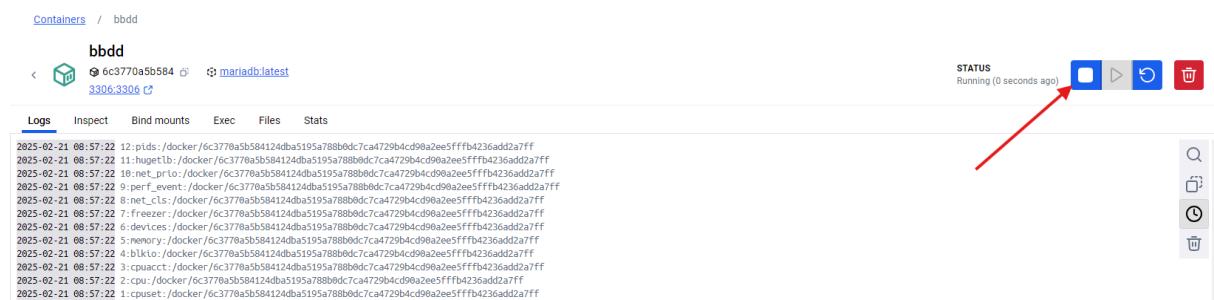 Containers / bbdd
bbdd
6c3770a5b584 mariadb:latest
3306:3306
STATUS
Running (0 seconds ago)
Logs Inspect Bind mounts Exec Files Stats
2025-02-21 08:57:22 12:pids:/docker/6c3770a5b584124dba5195a788b0dc7ca4729b4cd90a2ee5fffb4236add2a7ff
2025-02-21 08:57:22 11:hugetlb:/docker/6c3770a5b584124dba5195a788b0dc7ca4729b4cd90a2ee5fffb4236add2a7ff
2025-02-21 08:57:22 10:net_prio:/docker/6c3770a5b584124dba5195a788b0dc7ca4729b4cd90a2ee5fffb4236add2a7ff
2025-02-21 08:57:22 9:perf_event:/docker/6c3770a5b584124dba5195a788b0dc7ca4729b4cd90a2ee5fffb4236add2a7ff
2025-02-21 08:57:22 8:net_cls:/docker/6c3770a5b584124dba5195a788b0dc7ca4729b4cd90a2ee5fffb4236add2a7ff
2025-02-21 08:57:22 7:freezer:/docker/6c3770a5b584124dba5195a788b0dc7ca4729b4cd90a2ee5fffb4236add2a7ff
2025-02-21 08:57:22 6:devices:/docker/6c3770a5b584124dba5195a788b0dc7ca4729b4cd90a2ee5fffb4236add2a7ff
2025-02-21 08:57:22 5:memory:/docker/6c3770a5b584124dba5195a788b0dc7ca4729b4cd90a2ee5fffb4236add2a7ff
2025-02-21 08:57:22 4:blkio:/docker/6c3770a5b584124dba5195a788b0dc7ca4729b4cd90a2ee5fffb4236add2a7ff
2025-02-21 08:57:22 3:cpuacct:/docker/6c3770a5b584124dba5195a788b0dc7ca4729b4cd90a2ee5fffb4236add2a7ff
2025-02-21 08:57:22 2:cpu:/docker/6c3770a5b584124dba5195a788b0dc7ca4729b4cd90a2ee5fffb4236add2a7ff
2025-02-21 08:57:22 1:cpuset:/docker/6c3770a5b584124dba5195a788b0dc7ca4729b4cd90a2ee5fffb4236add2a7ff